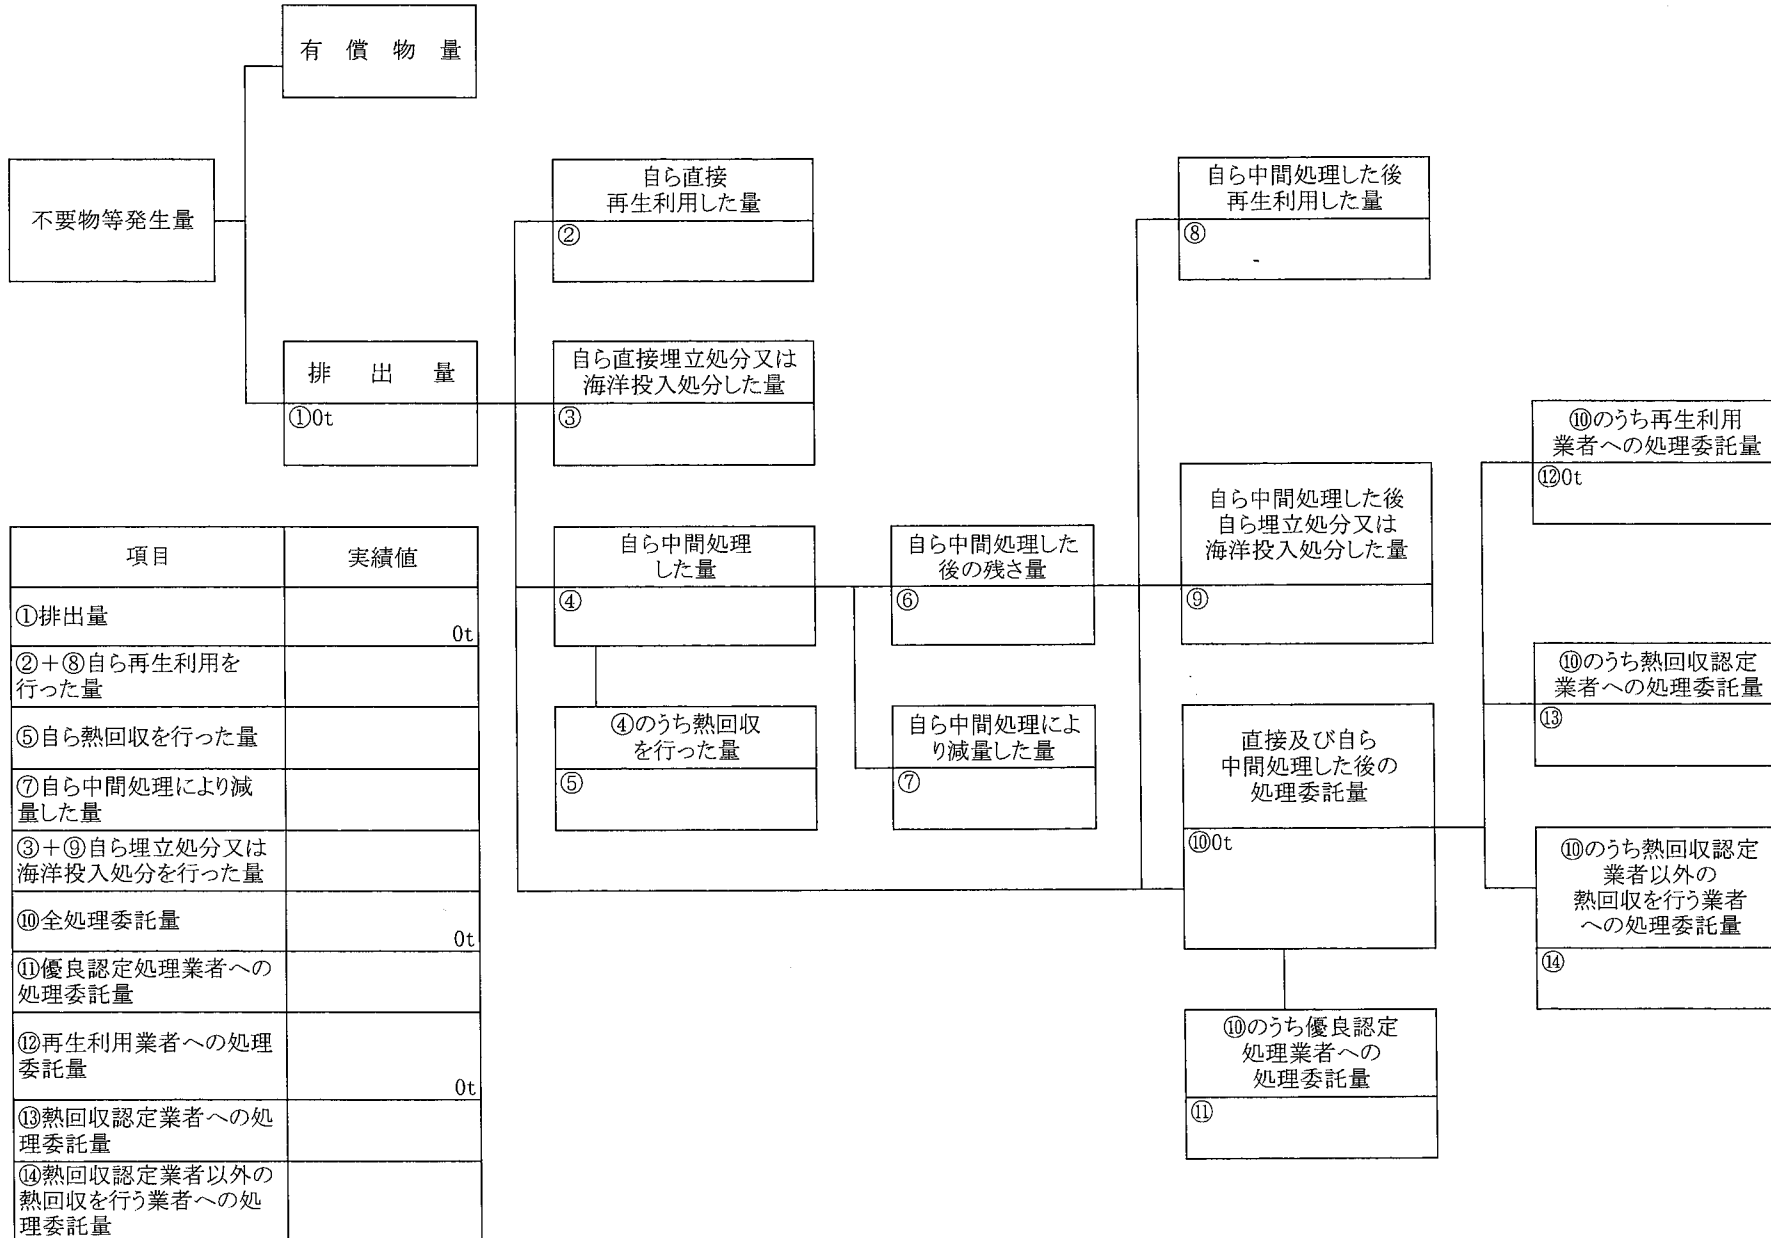 有償物量
不要物等発生量
自ら直接
再生利用した量
②
自ら中間処理した後
再生利用した量
⑧
排出量
①0t
自ら直接埋立処分又は
海洋投入処分した量
③
⑩のうち再生利用
業者への処理委託量
⑫0t
自ら中間処理
した量
④
自ら中間処理した
後の残さ量
⑥
自ら中間処理した後
自ら埋立処分又は
海洋投入処分した量
⑨
⑩のうち熱回収認定
業者への処理委託量
⑬
④のうち熱回収
を行った量
⑤
自ら中間処理によ
り減量した量
⑦
直接及び自ら
中間処理した後の
処理委託量
⑩0t
⑩のうち熱回収認定
業者以外の
熱回収を行う業者
への処理委託量
⑭
⑩のうち優良認定
処理業者への
処理委託量
⑪
項目 実績値
①排出量
0t
②+⑧自ら再生利用を
行った量
⑤自ら熱回収を行った量
⑦自ら中間処理により減
量した量
③+⑨自ら埋立処分又は
海洋投入処分を行った量
⑩全処理委託量
0t
⑪優良認定処理業者への
処理委託量
⑫再生利用業者への処理
委託量
0t
⑬熱回収認定業者への処
理委託量
⑭熱回収認定業者以外の
熱回収を行う業者への処
理委託量